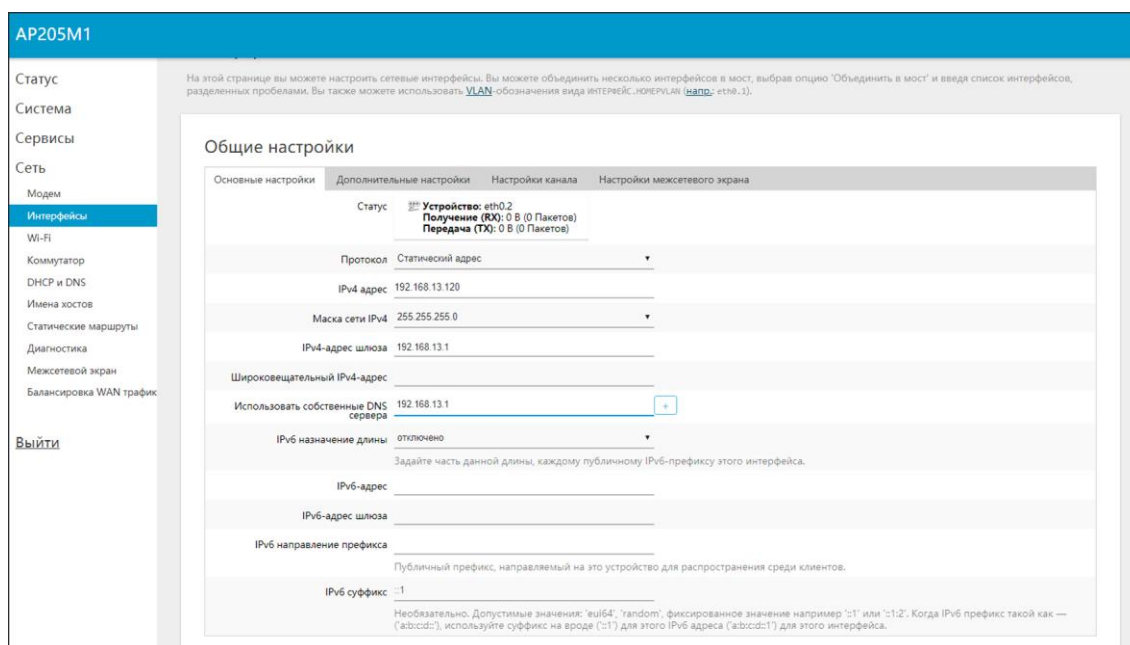 AP205M1
Статус
Система
Сервисы
Сеть
Модем
Интерфейсы
Wi-Fi
Коммутатор
DHCP и DNS
Имена хостов
Статические маршруты
Диагностика
Межсетевой экран
Балансировка WAN трафик
Выйти
На этой странице вы можете настроить сетевые интерфейсы. Вы можете объединить несколько интерфейсов в мост, выбрав опцию 'Объединить в мост' и введя список интерфейсов,
разделенных пробелами. Вы также можете использовать VLAN-обозначения вида ИНТЕРФЕЙС.НОМЕРVLAN (напр.: eth0.1).
Общие настройки
Основные настройки Дополнительные настройки Настройки канала Настройки межсетевого экрана
Статус Устройство: eth0.2
Получение (RX): 0 B (0 Пакетов)
Передача (TX): 0 B (0 Пакетов)
Протокол Статический адрес
IPv4 адрес 192.168.13.120
Маска сети IPv4 255.255.255.0
IPv4-адрес шлюза 192.168.13.1
Широковещательный IPv4-адрес
Использовать собственные DNS 192.168.13.1 +
сервера
IPv6 назначение длины отключено
Задайте часть данной длины, каждому публичному IPv6-префиксу этого интерфейса.
IPv6-адрес
IPv6-адрес шлюза
IPv6 направление префикса
Публичный префикс, направляемый на это устройство для распространения среди клиентов.
IPv6 суффикс ::1
Необязательно. Допустимые значения: 'eui64', 'random', фиксированное значение например '::1' или '::1:2'. Когда IPv6 префикс такой как —
('a:b:c:d::'), используйте суффикс на вроде ('::1') для этого IPv6 адреса ('a:b:c:d::1') для этого интерфейса.